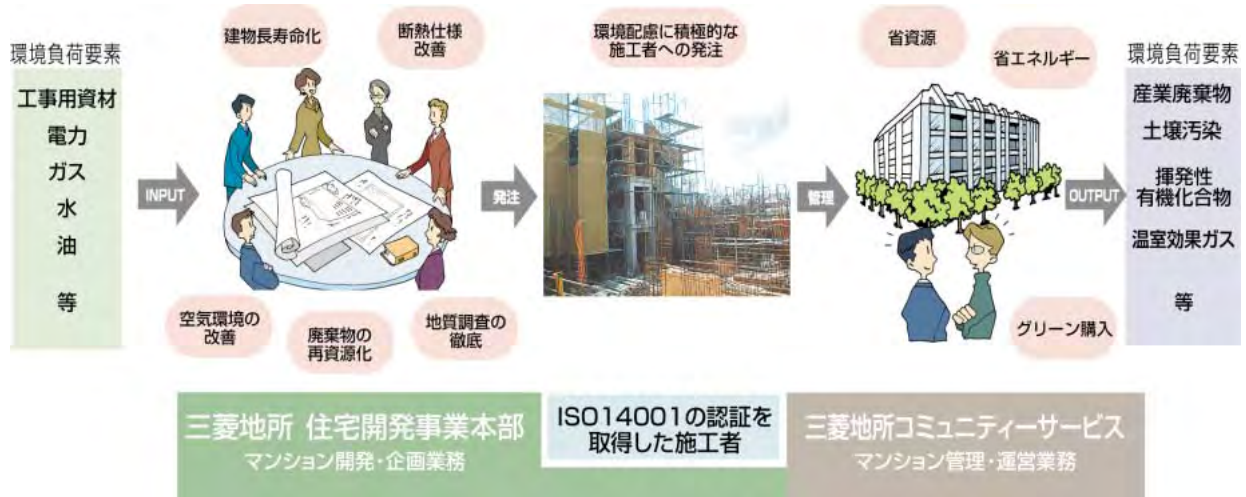 環境負荷要素
工事用資材
電力
ガス
水
油
等
INPUT
建物長寿命化
断熱仕様
改善
空気環境の
改善
廃棄物の
再資源化
地質調査の
徹底
発注
環境配慮に積極的な
施工者への発注
管理
省資源
省エネルギー
グリーン購入
OUTPUT
環境負荷要素
産業廃棄物
土壌汚染
揮発性
有機化合物
温室効果ガス
等
三菱地所 住宅開発事業本部
マンション開発・企画業務
ISO14001の認証を
取得した施工者
三菱地所コミュニティーサービス
マンション管理・運営業務